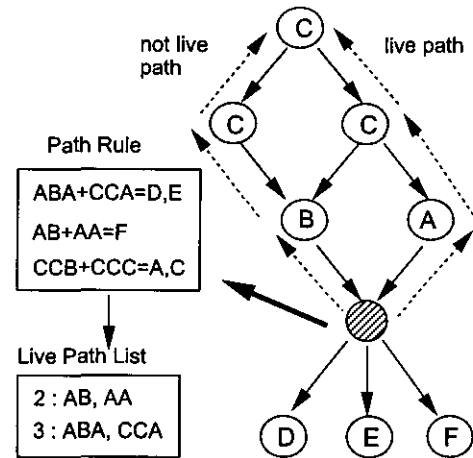 C
not live
path
live path
C
C
Path Rule
ABA+CCA=D,E
AB+AA=F
CCB+CCC=A,C
B
A
Live Path List
2 : AB, AA
3 : ABA, CCA
D
E
F